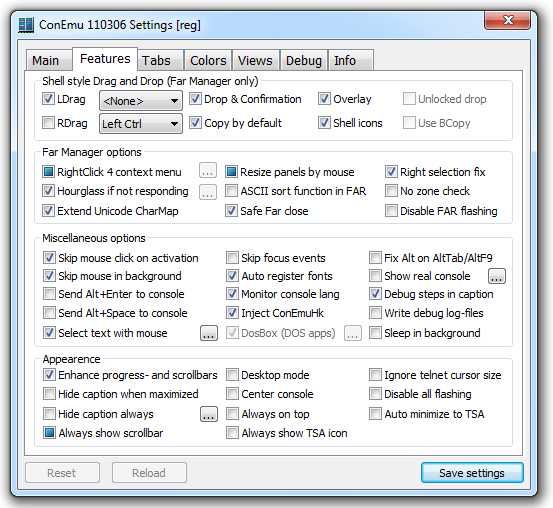 ConEmu 110306 Settings [reg]
Main Features Tabs Colors Views Debug Info
Shell style Drag and Drop (Far Manager only)
LDrag <None> Drop & Confirmation Overlay Unlocked drop
RDrag Left Ctrl Copy by default Shell icons Use BCopy
Far Manager options
RightClick 4 context menu ... Resize panels by mouse Right selection fix
Hourglass if not responding ... ASCII sort function in FAR No zone check
Extend Unicode CharMap Safe Far close Disable FAR flashing
Miscellaneous options
Skip mouse click on activation Skip focus events Fix Alt on AltTab/AltF9
Skip mouse in background Auto register fonts Show real console ...
Send Alt+Enter to console Monitor console lang Debug steps in caption
Send Alt+Space to console Inject ConEmuHk Write debug log-files
Select text with mouse ... DosBox (DOS apps) ... Sleep in background
Appearence
Enhance progress- and scrollbars Desktop mode Ignore telnet cursor size
Hide caption when maximized Center console Disable all flashing
Hide caption always ... Always on top Auto minimize to TSA
Always show scrollbar Always show TSA icon
Reset Reload Save settings